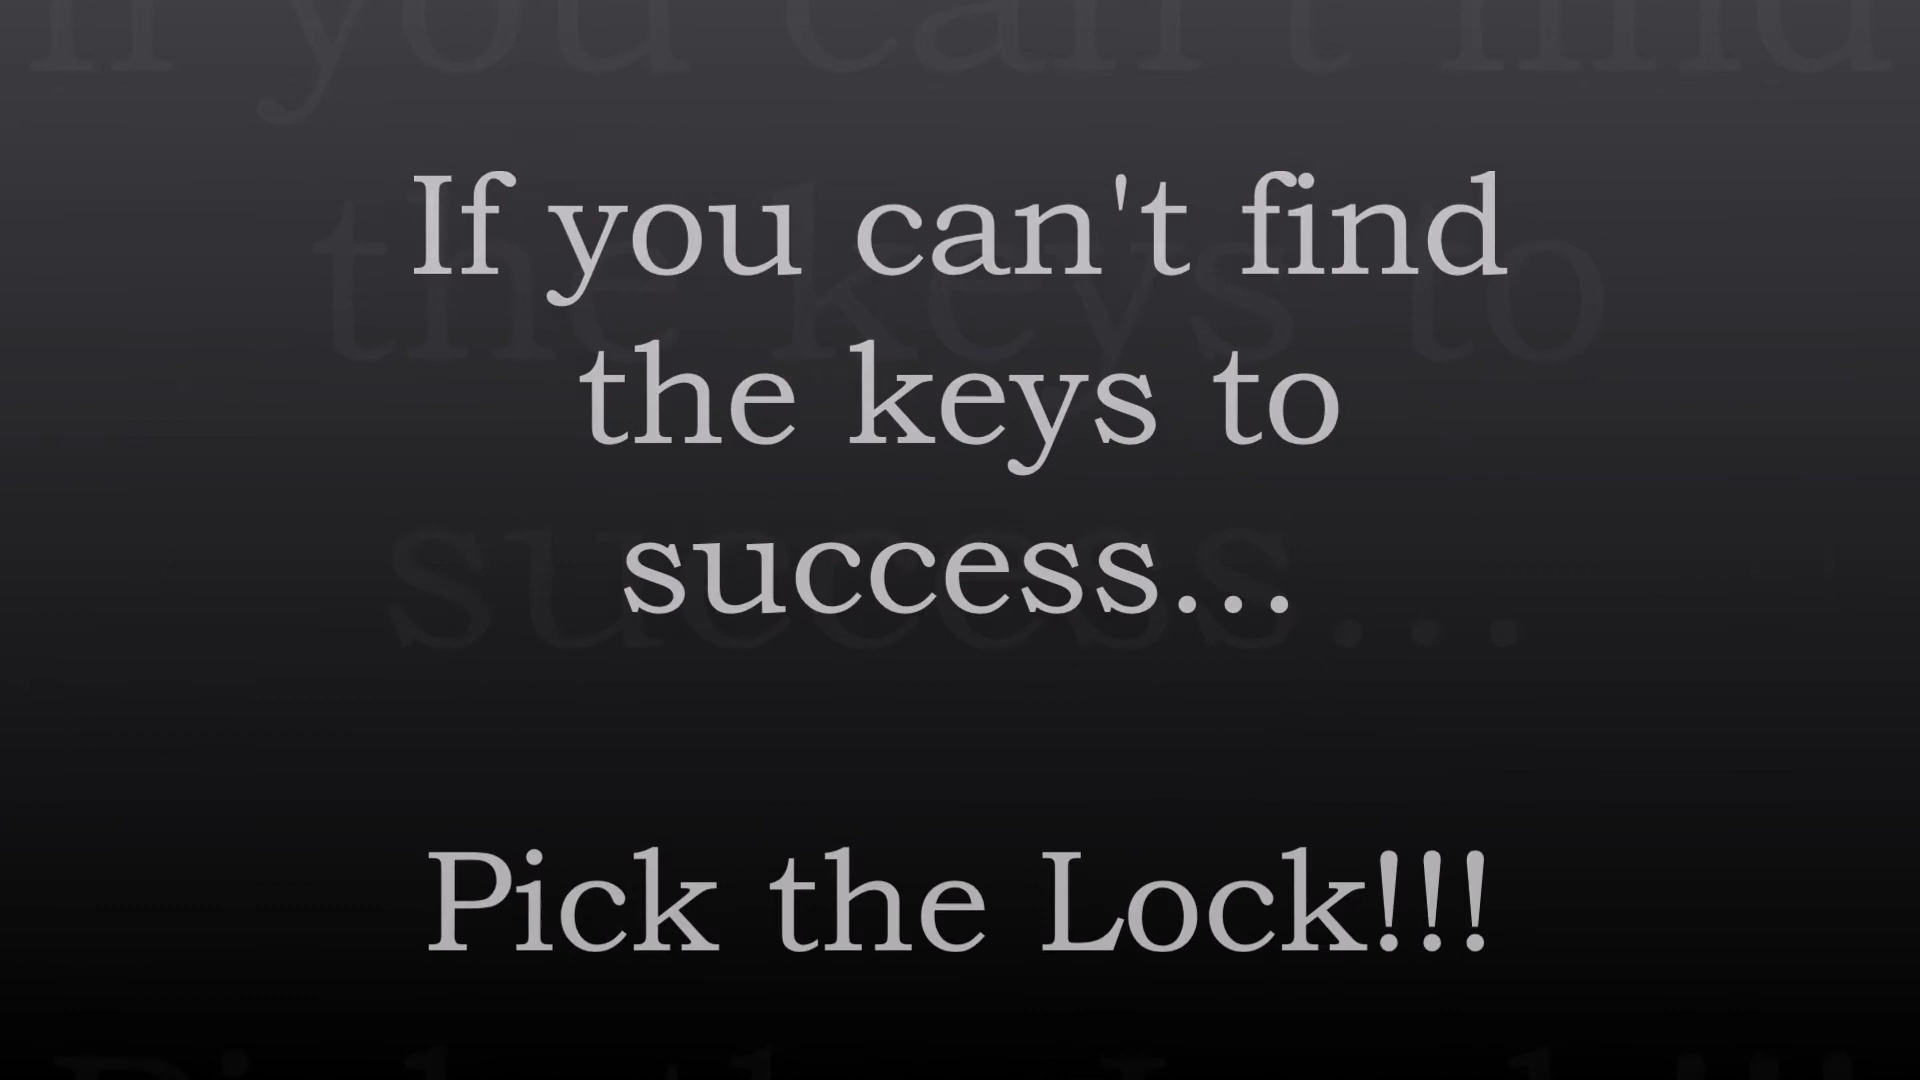 If you can't find
the keys to
success...
Pick the Lock!!!